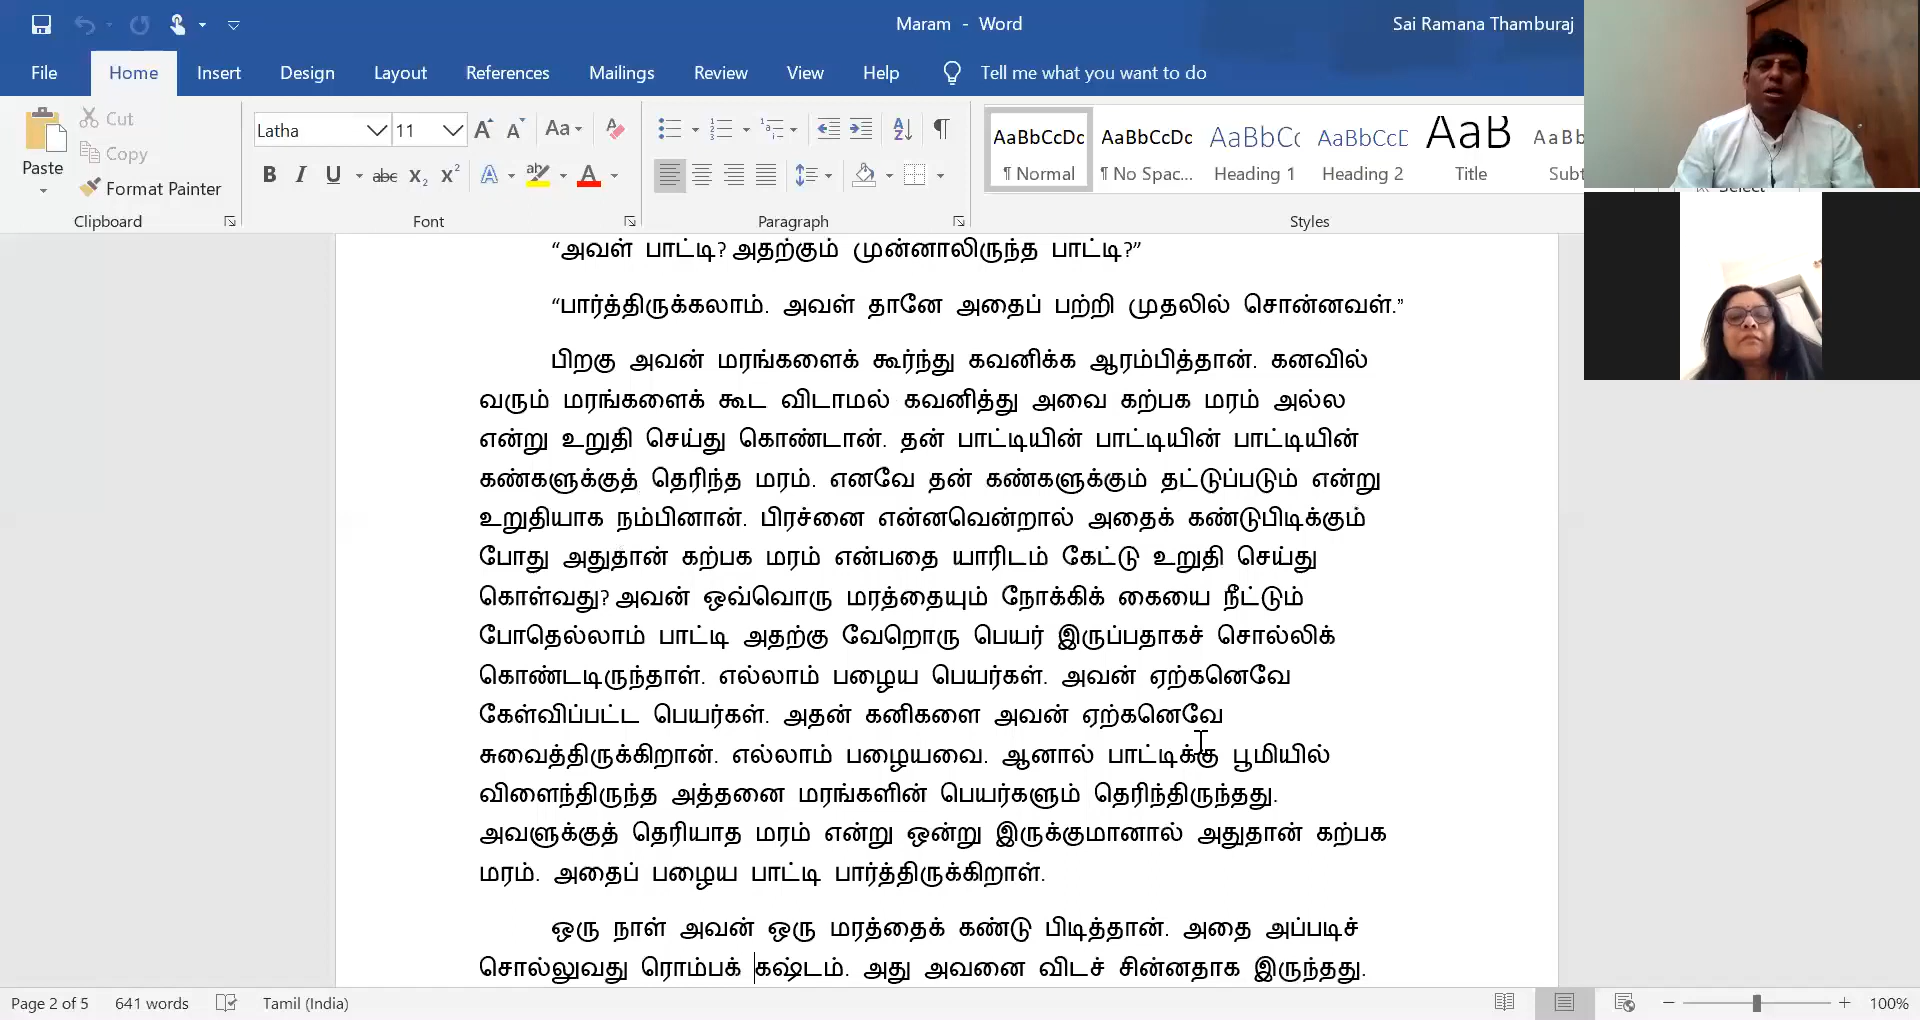 Maram - Word
Sai Ramana Thamburaj
File Home Insert Design Layout References Mailings Review View Help Tell me what you want to do
Paste
Cut
Copy
Format Painter
Latha 11
AaBbCcDc AaBbCcDc AaBbCc AaBbCcD AaB AaBb
¶ Normal ¶ No Spac... Heading 1 Heading 2 Title Subt
Select
Clipboard Font Paragraph Styles
“அவள் பாட்டி? அதற்கும் முன்னாலிருந்த பாட்டி?”
“பார்த்திருக்கலாம். அவள் தானே அதைப் பற்றி முதலில் சொன்னவள்.”
பிறகு அவன் மரங்களைக் கூர்ந்து கவனிக்க ஆரம்பித்தான். கனவில்
வரும் மரங்களைக் கூட விடாமல் கவனித்து அவை கற்பக மரம் அல்ல
என்று உறுதி செய்து கொண்டான். தன் பாட்டியின் பாட்டியின் பாட்டியின்
கண்களுக்குத் தெரிந்த மரம். எனவே தன் கண்களுக்கும் தட்டுப்படும் என்று
உறுதியாக நம்பினான். பிரச்னை என்னவென்றால் அதைக் கண்டுபிடிக்கும்
போது அதுதான் கற்பக மரம் என்பதை யாரிடம் கேட்டு உறுதி செய்து
கொள்வது? அவன் ஒவ்வொரு மரத்தையும் நோக்கிக் கையை நீட்டும்
போதெல்லாம் பாட்டி அதற்கு வேறொரு பெயர் இருப்பதாகச் சொல்லிக்
கொண்டடிருந்தாள். எல்லாம் பழைய பெயர்கள். அவன் ஏற்கனெவே
கேள்விப்பட்ட பெயர்கள். அதன் கனிகளை அவன் ஏற்கனெவே
சுவைத்திருக்கிறான். எல்லாம் பழையவை. ஆனால் பாட்டிக்கு பூமியில்
விளைந்திருந்த அத்தனை மரங்களின் பெயர்களும் தெரிந்திருந்தது.
அவளுக்குத் தெரியாத மரம் என்று ஒன்று இருக்குமானால் அதுதான் கற்பக
மரம். அதைப் பழைய பாட்டி பார்த்திருக்கிறாள்.
ஒரு நாள் அவன் ஒரு மரத்தைக் கண்டு பிடித்தான். அதை அப்படிச்
சொல்லுவது ரொம்பக் கஷ்டம். அது அவனை விடச் சின்னதாக இருந்தது.
Page 2 of 5 641 words Tamil (India) 100%